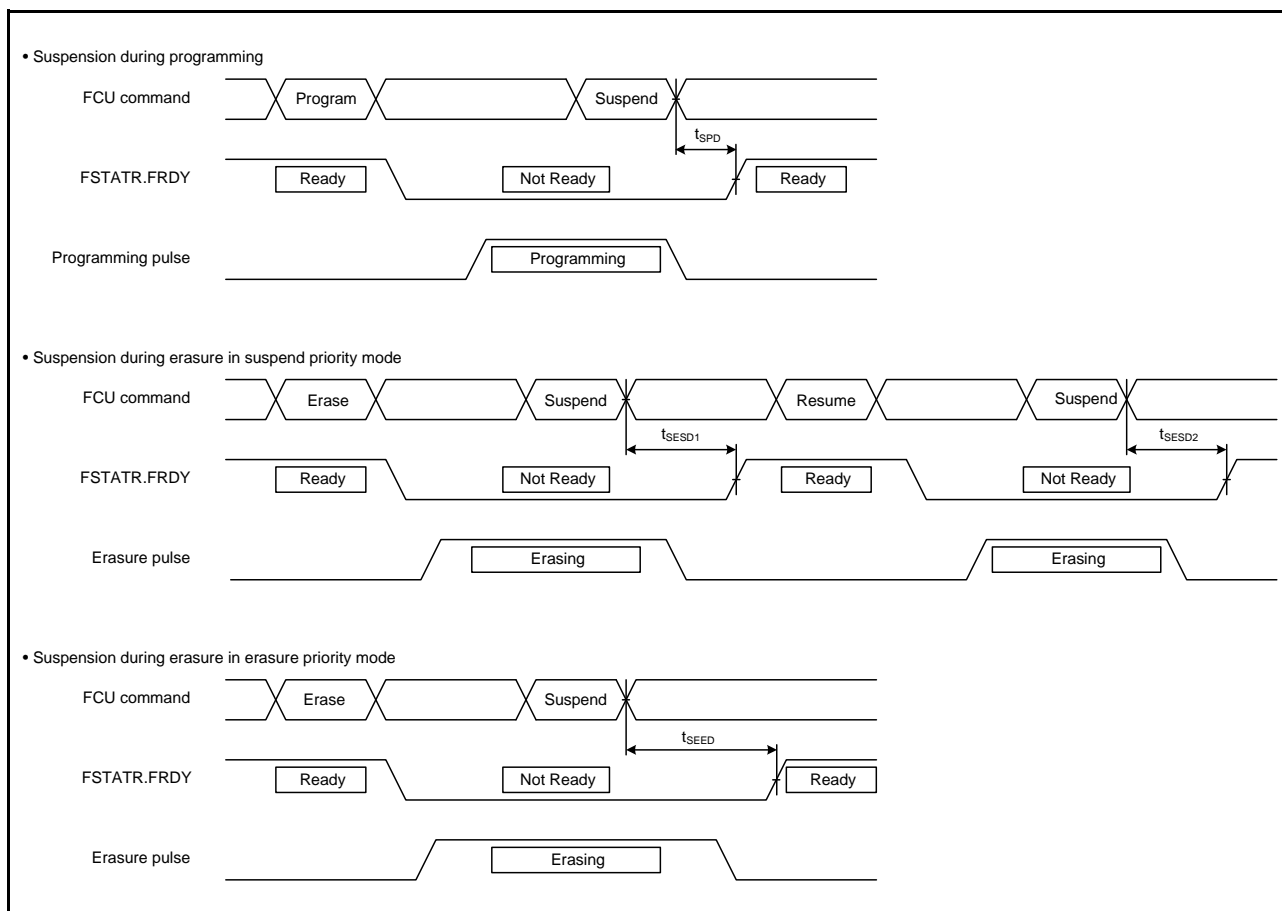 • Suspension during programming
FCU command
Program
Suspend
tSPD
FSTATR.FRDY
Ready
Not Ready
Ready
Programming pulse
Programming
• Suspension during erasure in suspend priority mode
FCU command
Erase
Suspend
Resume
Suspend
tSESD1
tSESD2
FSTATR.FRDY
Ready
Not Ready
Ready
Not Ready
Erasure pulse
Erasing
Erasing
• Suspension during erasure in erasure priority mode
FCU command
Erase
Suspend
tSEED
FSTATR.FRDY
Ready
Not Ready
Ready
Erasure pulse
Erasing